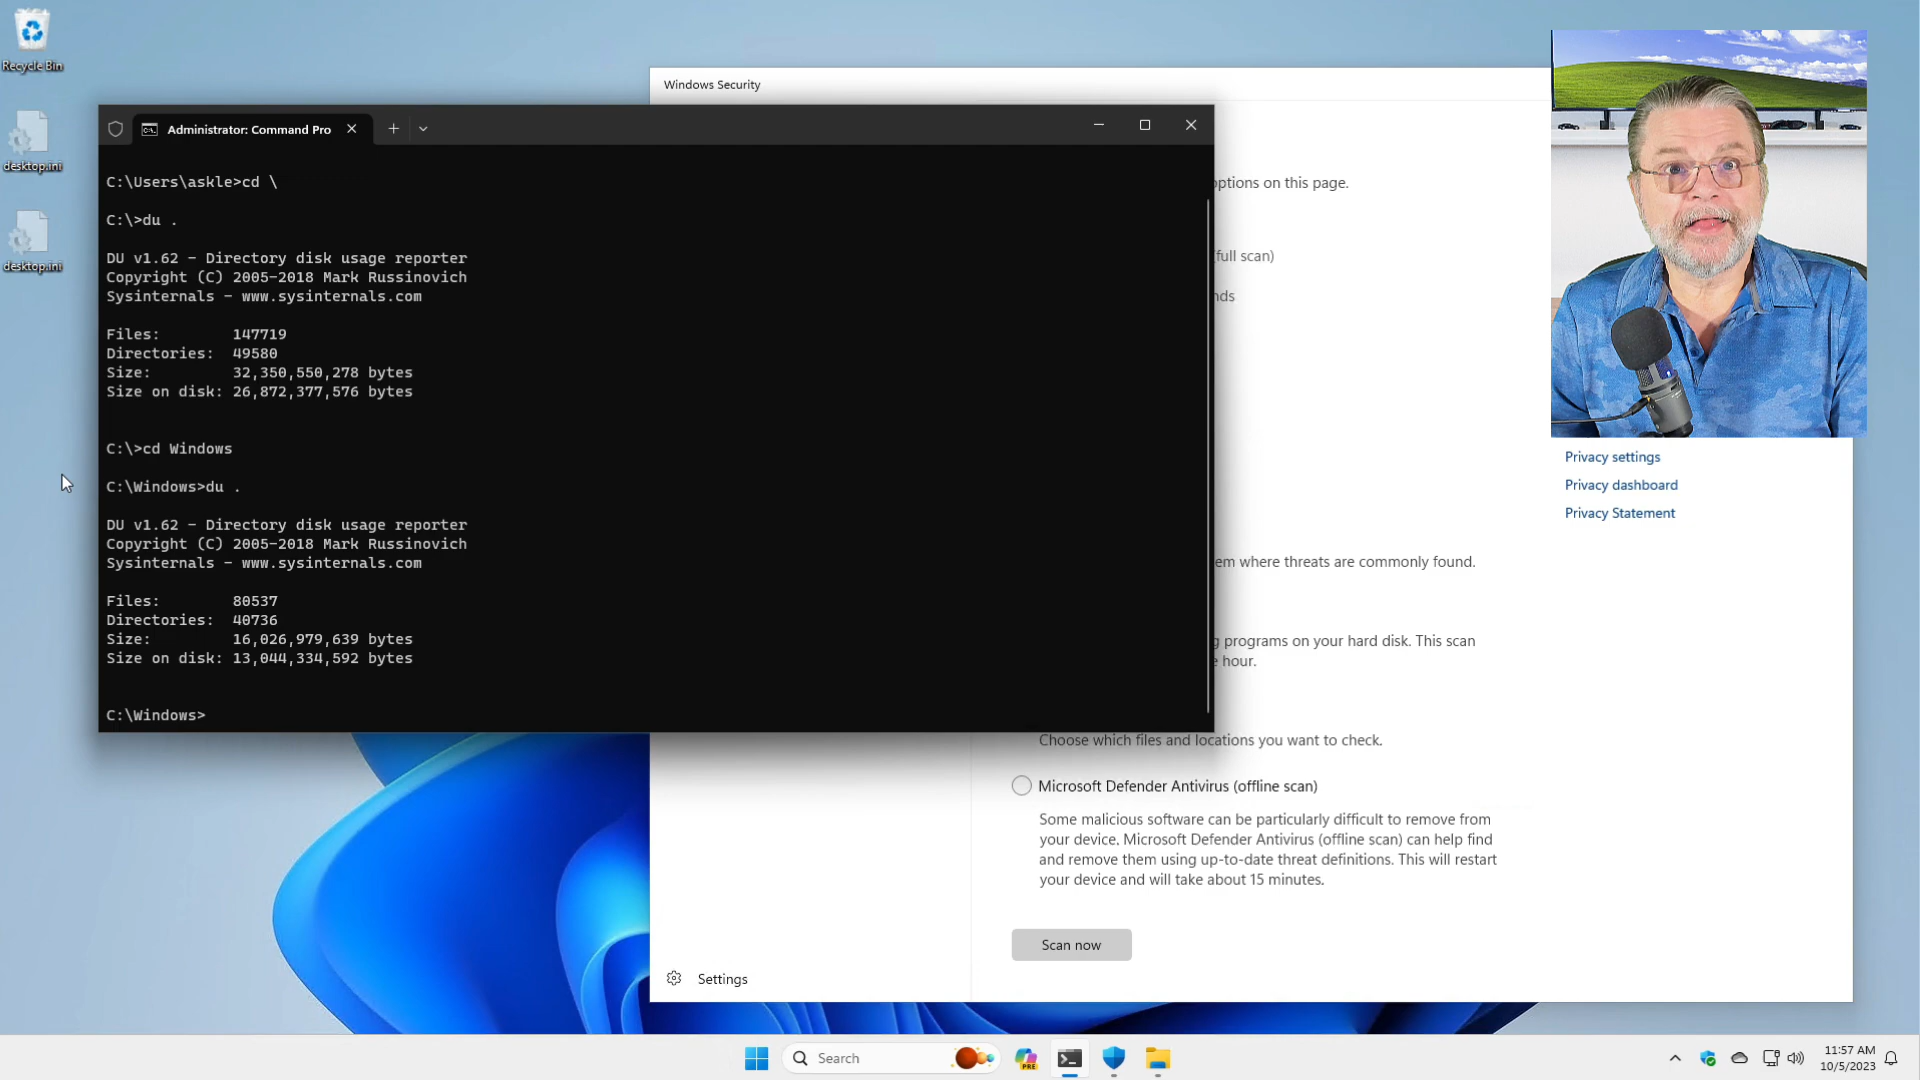 Recycle Bin
desktop.ini
desktop.ini
Windows Security
Administrator: Command Pro
C:\Users\askle>cd \
C:\>du .
DU v1.62 - Directory disk usage reporter
Copyright (C) 2005-2018 Mark Russinovich
Sysinternals - www.sysinternals.com
Files: 147719
Directories: 49580
Size: 32,350,550,278 bytes
Size on disk: 26,872,377,576 bytes
C:\>cd Windows
C:\Windows>du .
DU v1.62 - Directory disk usage reporter
Copyright (C) 2005-2018 Mark Russinovich
Sysinternals - www.sysinternals.com
Files: 80537
Directories: 40736
Size: 16,026,979,639 bytes
Size on disk: 13,044,334,592 bytes
C:\Windows>
options on this page.
(full scan)
nds
em where threats are commonly found.
g programs on your hard disk. This scan
e hour.
Choose which files and locations you want to check.
Microsoft Defender Antivirus (offline scan)
Some malicious software can be particularly difficult to remove from
your device. Microsoft Defender Antivirus (offline scan) can help find
and remove them using up-to-date threat definitions. This will restart
your device and will take about 15 minutes.
Scan now
Settings
Privacy settings
Privacy dashboard
Privacy Statement
Search
PRE
11:57 AM
10/5/2023